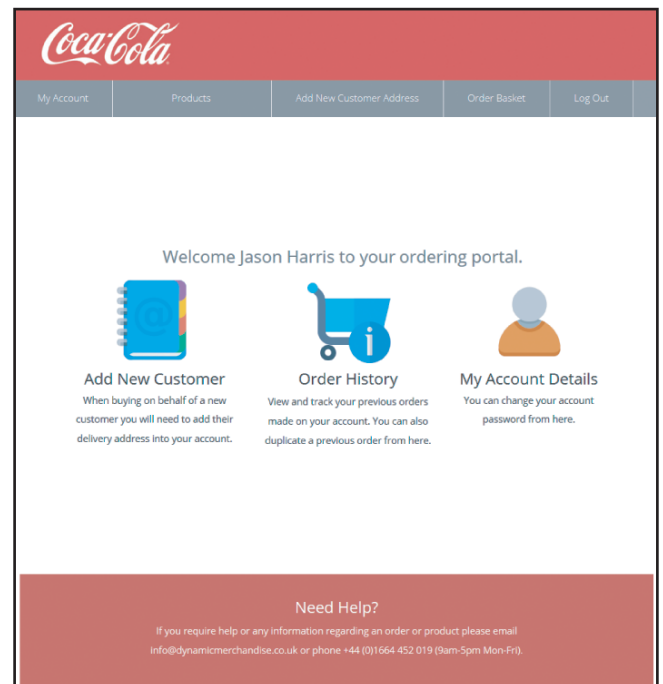 Coca-Cola
My Account Products Add New Customer Address Order Basket Log Out
Welcome Jason Harris to your ordering portal.
@
i
Add New Customer
When buying on behalf of a new
customer you will need to add their
delivery address into your account.
Order History
View and track your previous orders
made on your account. You can also
duplicate a previous order from here.
My Account Details
You can change your account
password from here.
Need Help?
If you require help or any information regarding an order or product please email
info@dynamicmerchandise.co.uk or phone +44 (0)1664 452 019 (9am-5pm Mon-Fri).